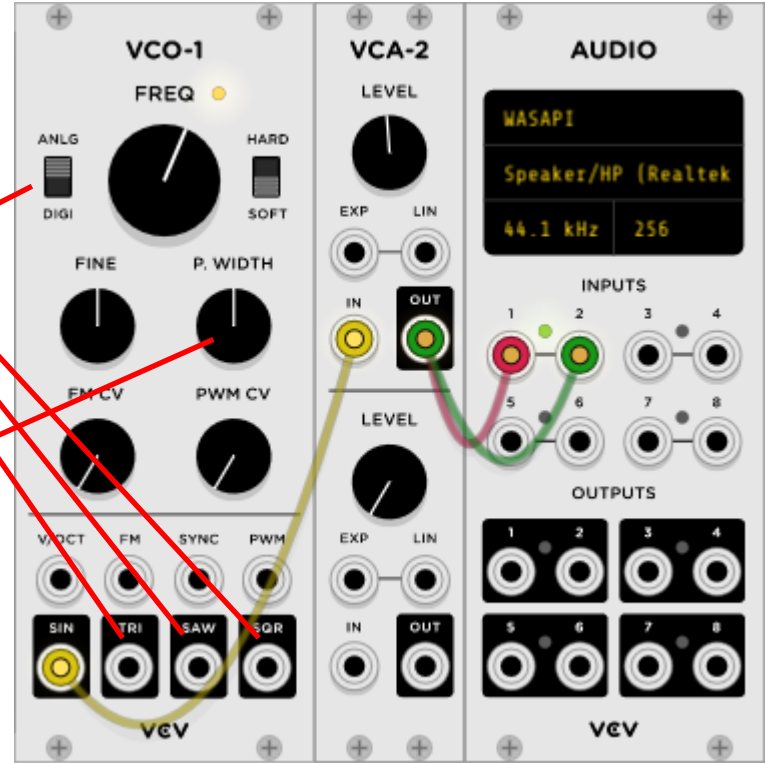 VCO-1
FREQ
ANLG
HARD
DIGI
SOFT
FINE
P. WIDTH
FM CV
PWM CV
V/OCT
FM
SYNC
PWM
SIN
TRI
SAW
SQR
VCV
VCA-2
LEVEL
EXP
LIN
IN
OUT
LEVEL
EXP
LIN
IN
OUT
AUDIO
WASAPI
Speaker/HP (Realtek
44.1 kHz
256
INPUTS
1
2
3
4
5
6
7
8
OUTPUTS
1
2
3
4
5
6
7
8
VCV